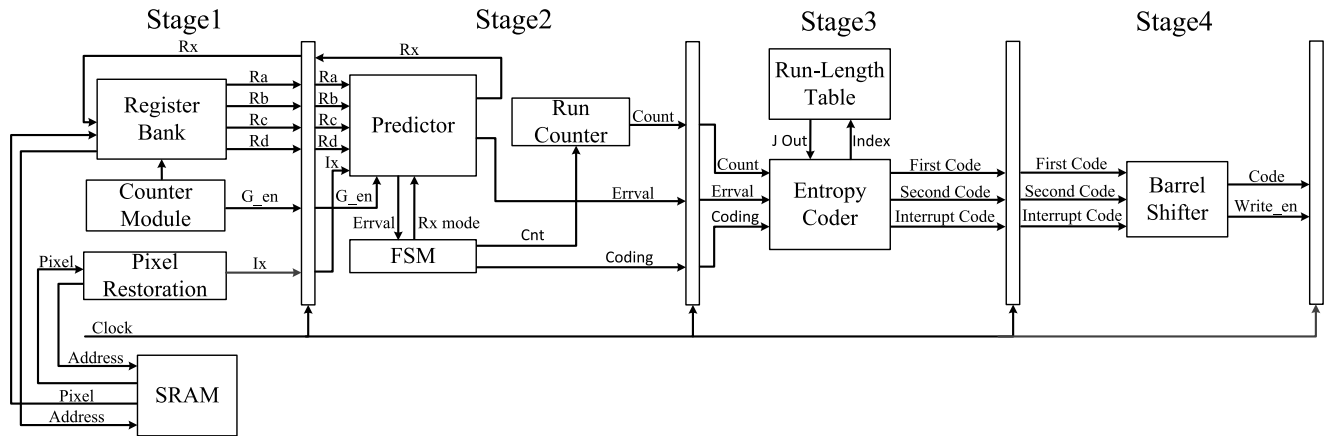 Stage1
Stage2
Stage3
Stage4
Rx
Rx
Register
Bank
Ra
Rb
Rc
Rd
Ra
Rb
Rc
Rd
Ix
Predictor
Run
Counter
Count
Run-Length
Table
J Out
Index
Count
Errval
Coding
Entropy
Coder
First Code
Second Code
Interrupt Code
First Code
Second Code
Interrupt Code
Barrel
Shifter
Code
Write_en
Counter
Module
G_en
G_en
Errval
Errval
Rx mode
Cnt
FSM
Coding
Pixel
Pixel
Restoration
Ix
Clock
Address
SRAM
Pixel
Address